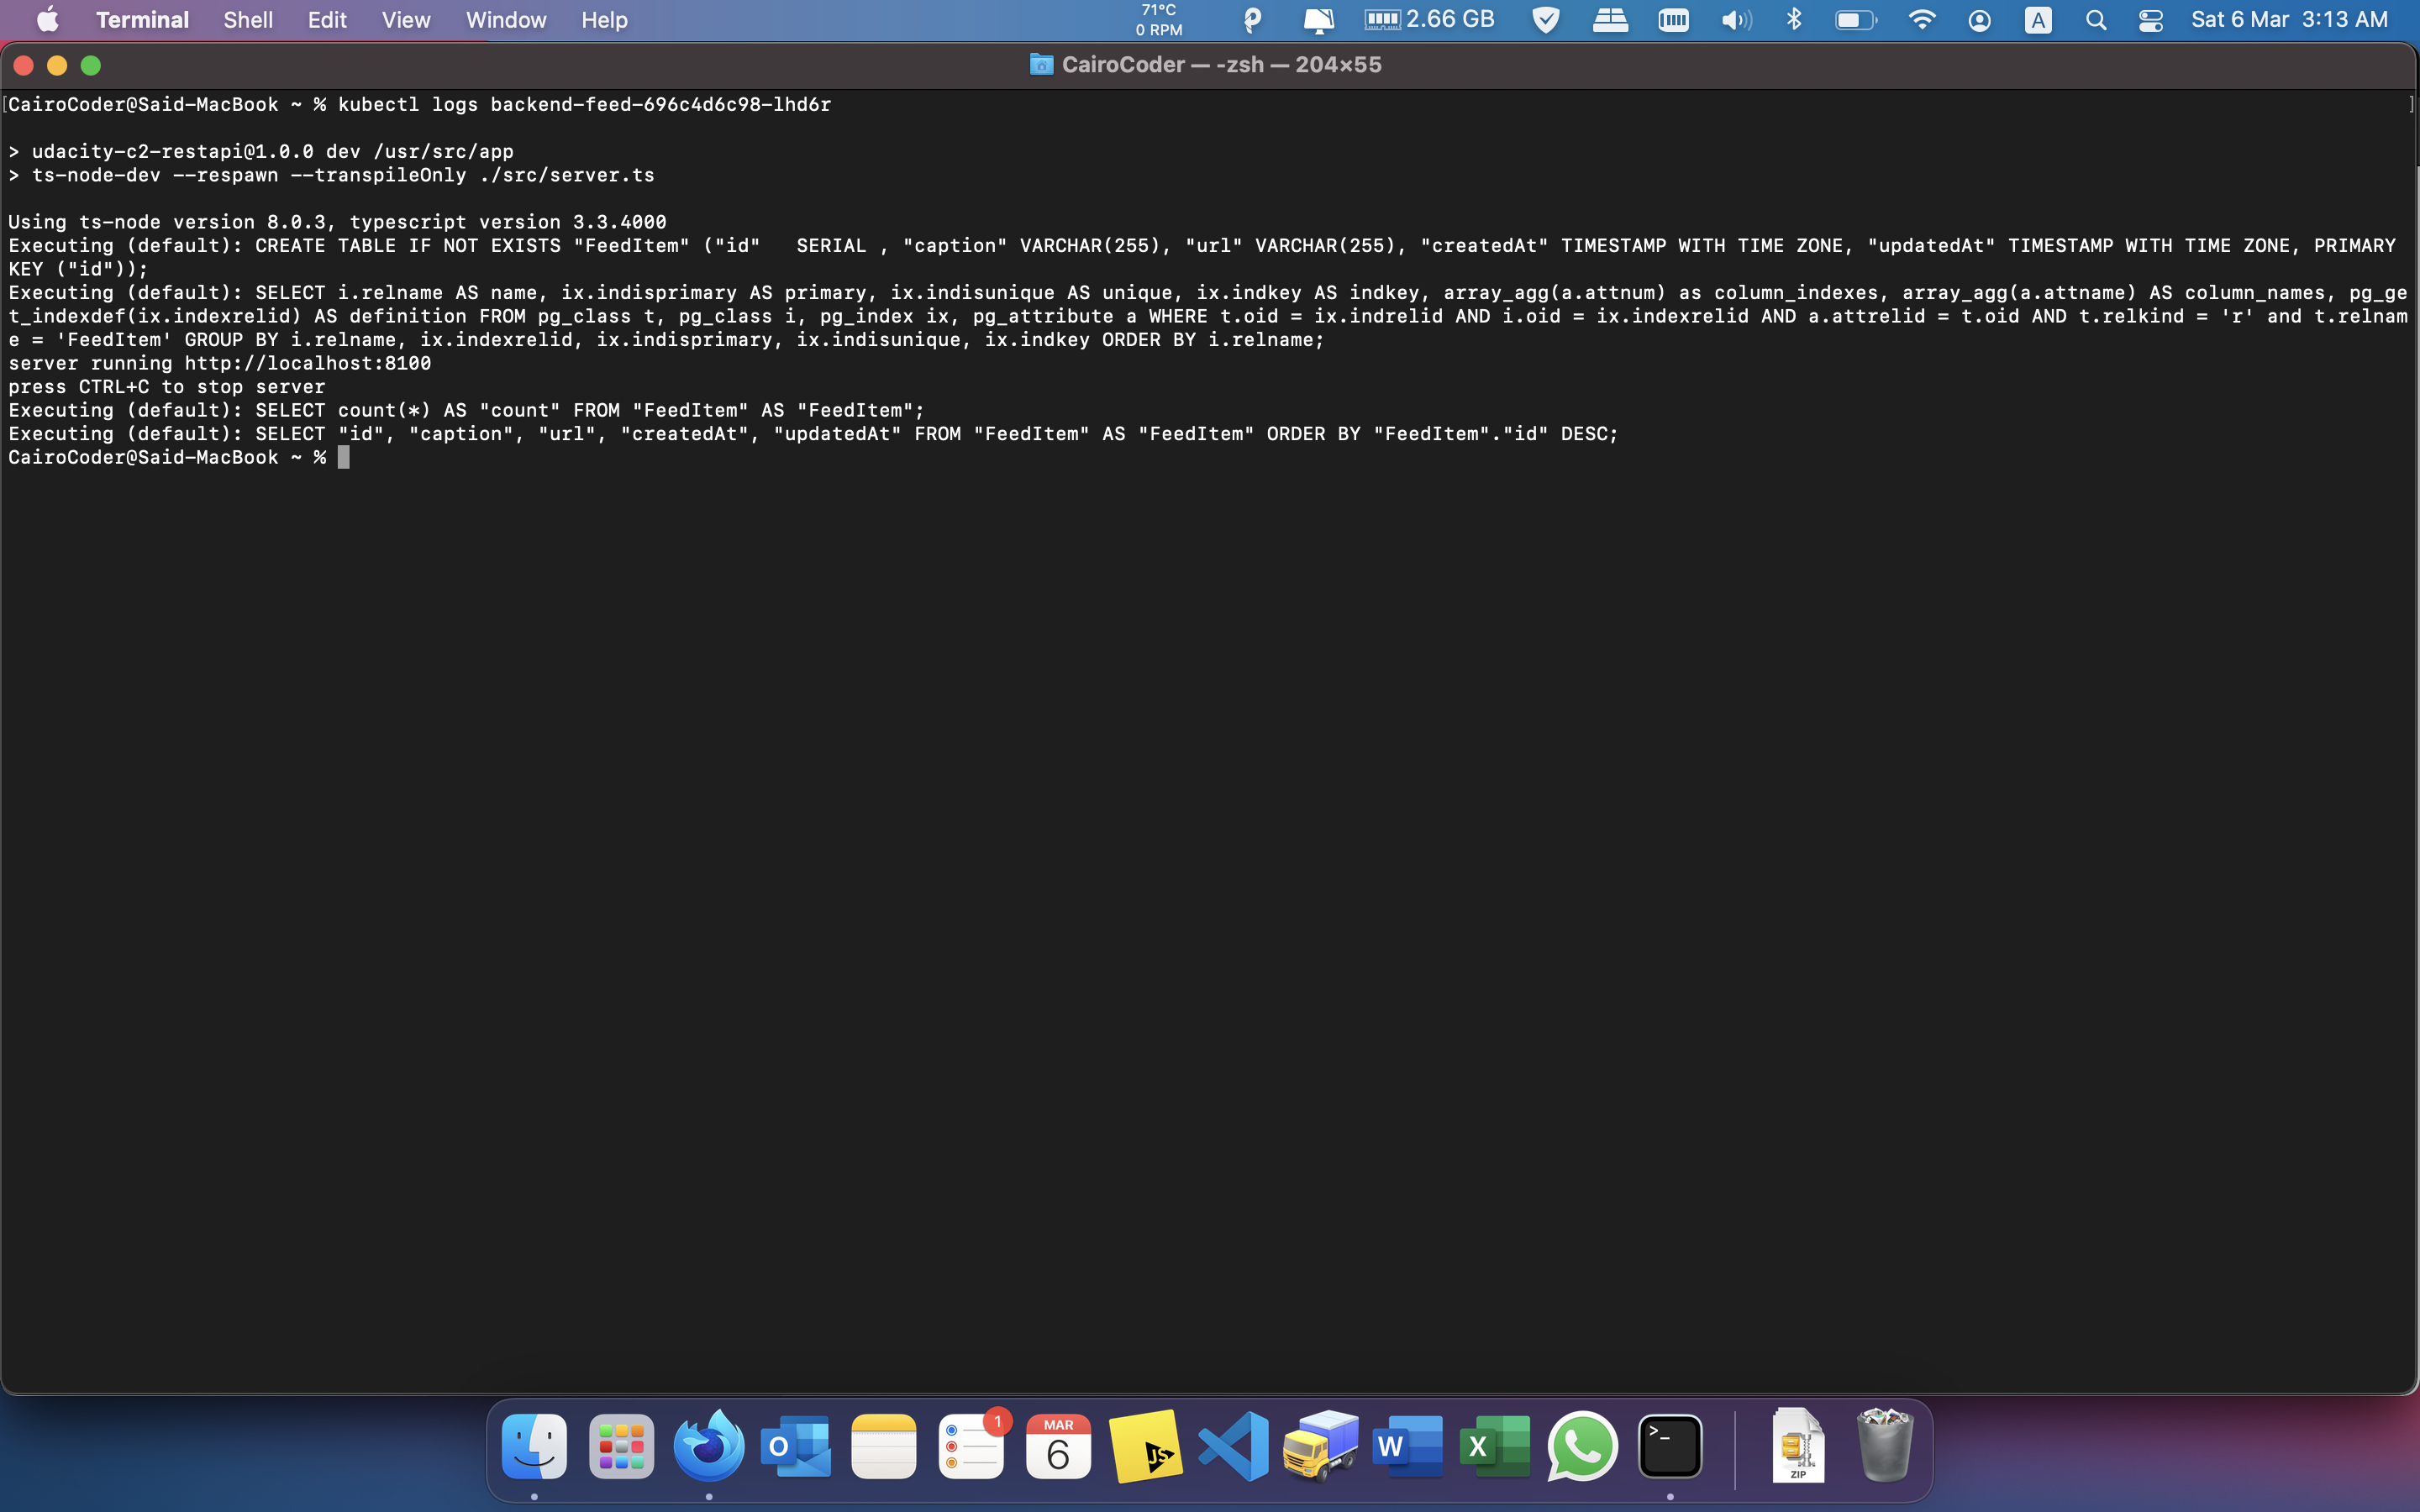 Terminal Shell Edit View Window Help 71°C 0 RPM 2.66 GB A Sat 6 Mar 3:13 AM
CairoCoder — -zsh — 204×55
[CairoCoder@Said-MacBook ~ % kubectl logs backend-feed-696c4d6c98-lhd6r ]
> udacity-c2-restapi@1.0.0 dev /usr/src/app
> ts-node-dev --respawn --transpileOnly ./src/server.ts
Using ts-node version 8.0.3, typescript version 3.3.4000
Executing (default): CREATE TABLE IF NOT EXISTS "FeedItem" ("id"   SERIAL , "caption" VARCHAR(255), "url" VARCHAR(255), "createdAt" TIMESTAMP WITH TIME ZONE, "updatedAt" TIMESTAMP WITH TIME ZONE, PRIMARY
KEY ("id"));
Executing (default): SELECT i.relname AS name, ix.indisprimary AS primary, ix.indisunique AS unique, ix.indkey AS indkey, array_agg(a.attnum) as column_indexes, array_agg(a.attname) AS column_names, pg_ge
t_indexdef(ix.indexrelid) AS definition FROM pg_class t, pg_class i, pg_index ix, pg_attribute a WHERE t.oid = ix.indrelid AND i.oid = ix.indexrelid AND a.attrelid = t.oid AND t.relkind = 'r' and t.relnam
e = 'FeedItem' GROUP BY i.relname, ix.indexrelid, ix.indisprimary, ix.indisunique, ix.indkey ORDER BY i.relname;
server running http://localhost:8100
press CTRL+C to stop server
Executing (default): SELECT count(*) AS "count" FROM "FeedItem" AS "FeedItem";
Executing (default): SELECT "id", "caption", "url", "createdAt", "updatedAt" FROM "FeedItem" AS "FeedItem" ORDER BY "FeedItem"."id" DESC;
CairoCoder@Said-MacBook ~ %
O 1 MAR 6 JS W X >_ ZIP